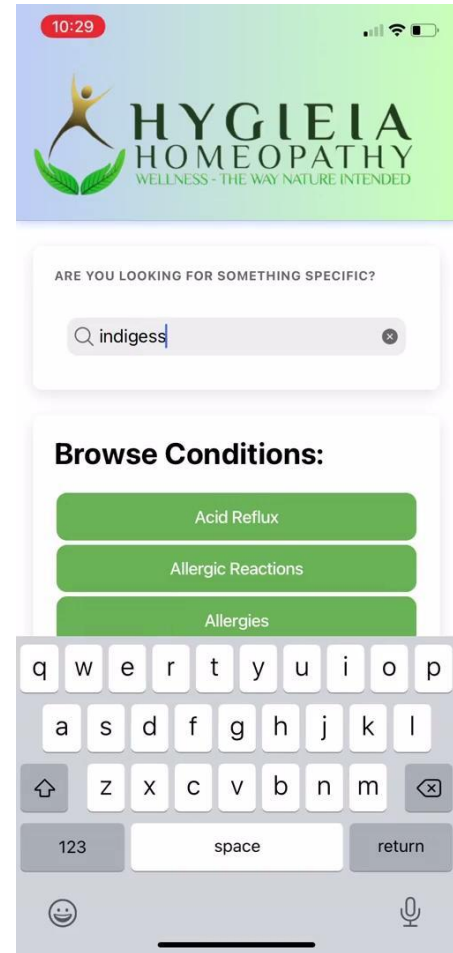 10:29
HYGIEIA
HOMEOPATHY
WELLNESS - THE WAY NATURE INTENDED
ARE YOU LOOKING FOR SOMETHING SPECIFIC?
indigess
Browse Conditions:
Acid Reflux
Allergic Reactions
Allergies
q w e r t y u i o p
a s d f g h j k l
z x c v b n m
123 space return